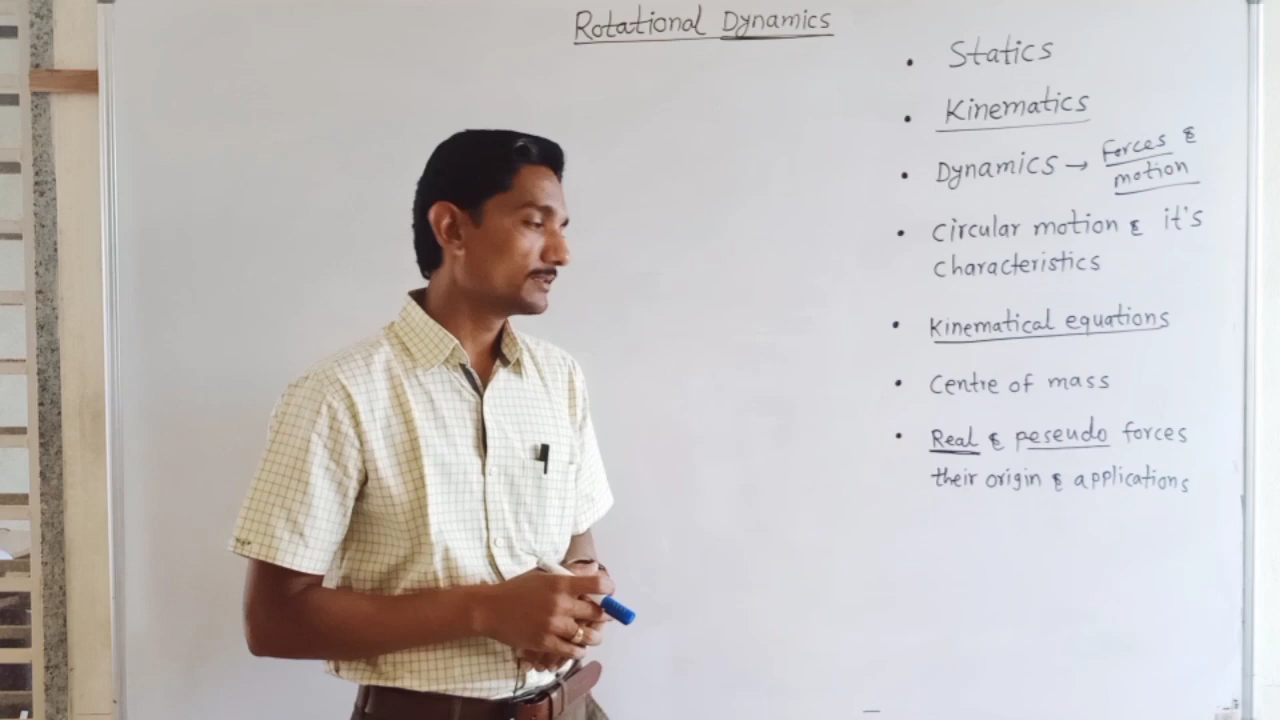 Rotational Dynamics
• Statics
• Kinematics
• Dynamics → Forces &
motion
• Circular motion & it's
characteristics
• Kinematical equations
• Centre of mass
• Real & peseudo forces
their origin & applications